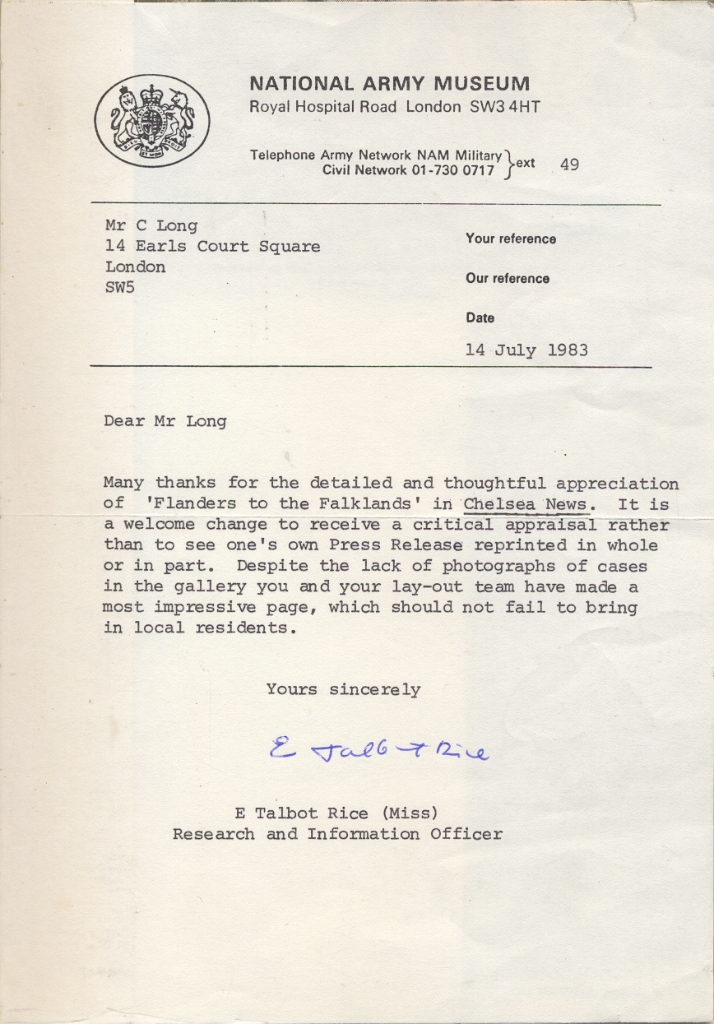 NATIONAL ARMY MUSEUM
Royal Hospital Road London SW3 4HT
Telephone Army Network NAM Military
Civil Network 01-730 0717 } ext 49
Mr C Long
14 Earls Court Square
London
SW5
Your reference
Our reference
Date
14 July 1983
Dear Mr Long
Many thanks for the detailed and thoughtful appreciation
of 'Flanders to the Falklands' in Chelsea News. It is
a welcome change to receive a critical appraisal rather
than to see one's own Press Release reprinted in whole
or in part. Despite the lack of photographs of cases
in the gallery you and your lay-out team have made a
most impressive page, which should not fail to bring
in local residents.
Yours sincerely
E Talbot Rice
E Talbot Rice (Miss)
Research and Information Officer